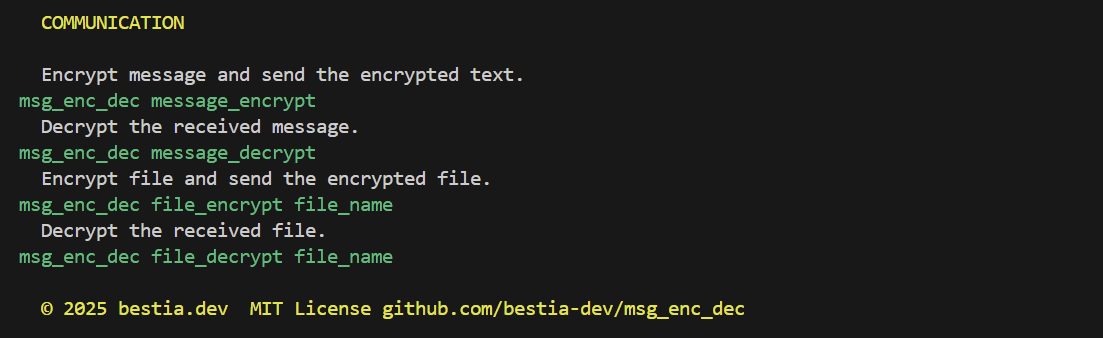 COMMUNICATION
Encrypt message and send the encrypted text.
msg_enc_dec message_encrypt
Decrypt the received message.
msg_enc_dec message_decrypt
Encrypt file and send the encrypted file.
msg_enc_dec file_encrypt file_name
Decrypt the received file.
msg_enc_dec file_decrypt file_name
© 2025 bestia.dev  MIT License github.com/bestia-dev/msg_enc_dec